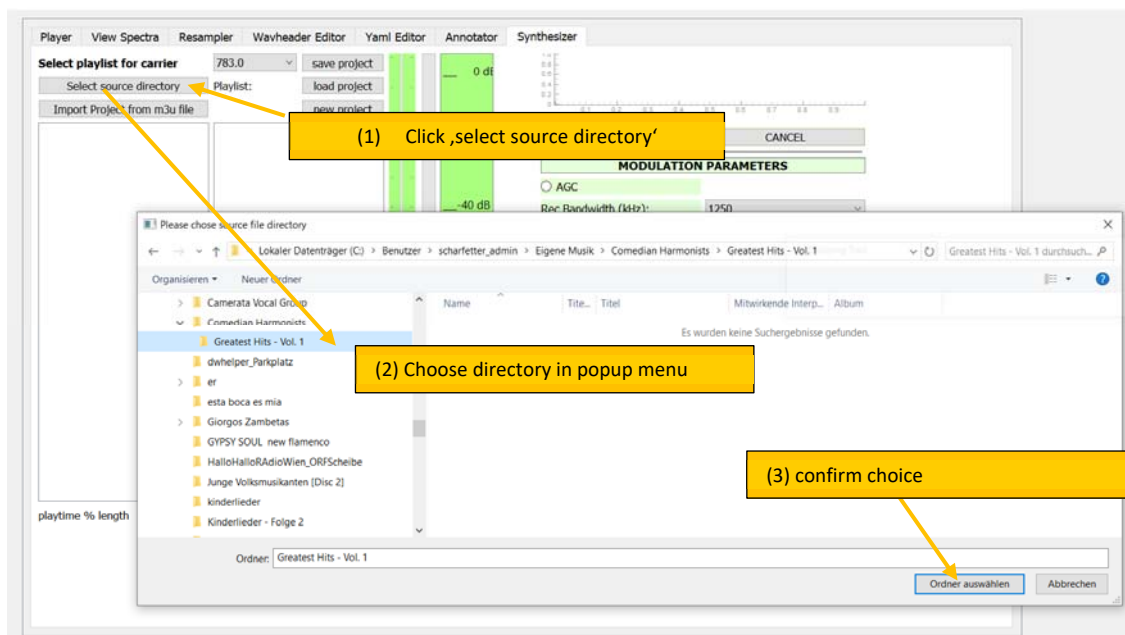 Player View Spectra Resampler Wavheader Editor Yaml Editor Annotator Synthesizer
Select playlist for carrier 783.0 save project
Select source directory Playlist: load project
Import Project from m3u file new project
0 dB
-40 dB
(1) Click ‚select source directory‘
CANCEL
MODULATION PARAMETERS
AGC
Rec Bandwidth (kHz): 1250
Please chose source file directory
Lokaler Datenträger (C:) > Benutzer > scharfetter_admin > Eigene Musik > Comedian Harmonists > Greatest Hits - Vol. 1
Greatest Hits - Vol. 1 durchsuch...
Organisieren Neuer Ordner
Camerata Vocal Group
Name Tite... Titel Mitwirkende Interp... Album
Comedian Harmonists
Es wurden keine Suchergebnisse gefunden.
Greatest Hits - Vol. 1
dwhelper_Parkplatz
(2) Choose directory in popup menu
er
esta boca es mia
Giorgos Zambetas
GYPSY SOUL new flamenco
HalloHalloRAdioWien_ORFScheibe
Junge Volksmusikanten [Disc 2]
(3) confirm choice
kinderlieder
Kinderlieder - Folge 2
playtime % length
Ordner: Greatest Hits - Vol. 1
Ordner auswählen Abbrechen